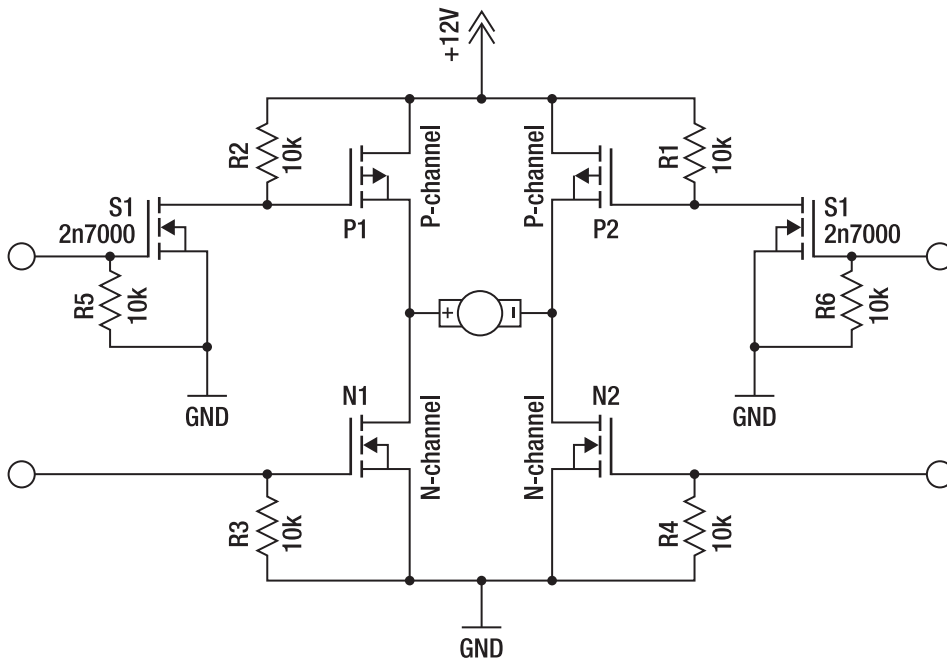 +12V
R2
10k
P-channel
P-channel
R1
10k
S1
2n7000
P1
P2
S1
2n7000
R5
10k
+
-
R6
10k
GND
N1
N2
GND
N-channel
N-channel
R3
10k
R4
10k
GND